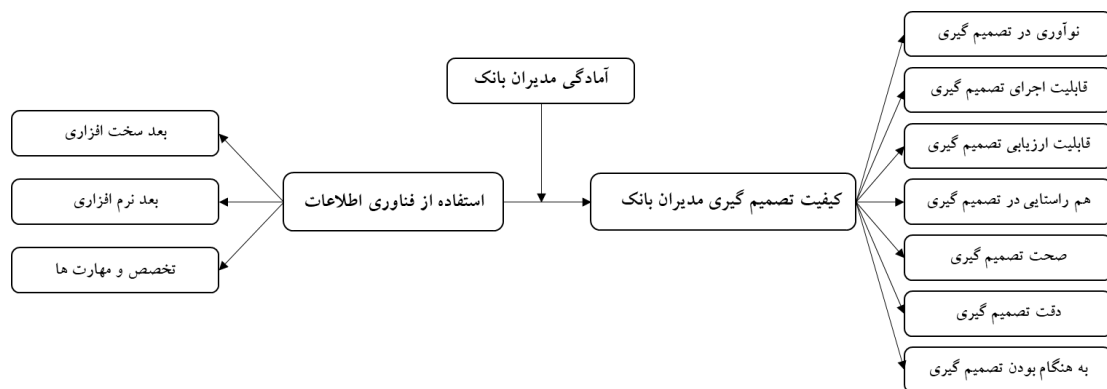 نوآوری در تصمیم گیری
آمادگی مدیران بانک
قابلیت اجرای تصمیم گیری
بعد سخت افزاری
قابلیت ارزیابی تصمیم گیری
بعد نرم افزاری
استفاده از فناوری اطلاعات
کیفیت تصمیم گیری مدیران بانک
هم راستایی در تصمیم گیری
تخصص و مهارت ها
صحت تصمیم گیری
دقت تصمیم گیری
به هنگام بودن تصمیم گیری